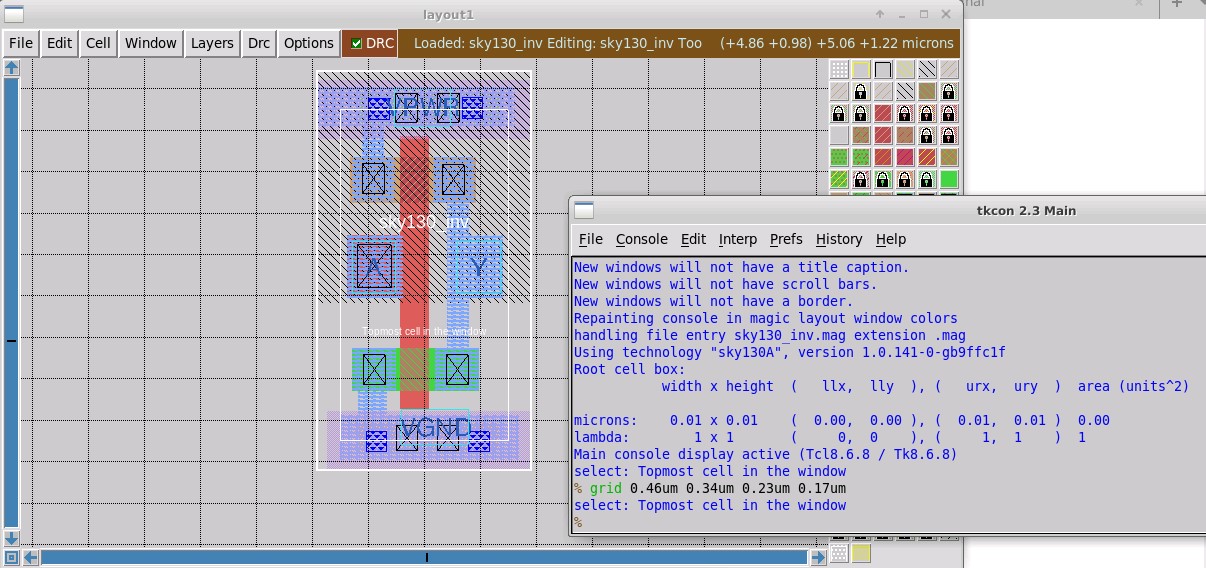 layout1
nal
File Edit Cell Window Layers Drc Options DRC Loaded: sky130_inv Editing: sky130_inv Too (+4.86 +0.98) +5.06 +1.22 microns
VPWR
sky130_inv
A Y
Topmost cell in the window
VGND
tkcon 2.3 Main
File Console Edit Interp Prefs History Help
New windows will not have a title caption.
New windows will not have scroll bars.
New windows will not have a border.
Repainting console in magic layout window colors
handling file entry sky130_inv.mag extension .mag
Using technology "sky130A", version 1.0.141-0-gb9ffc1f
Root cell box:
width x height ( llx, lly ), ( urx, ury ) area (units^2)
microns: 0.01 x 0.01 ( 0.00, 0.00 ), ( 0.01, 0.01 ) 0.00
lambda: 1 x 1 ( 0, 0 ), ( 1, 1 ) 1
Main console display active (Tcl8.6.8 / Tk8.6.8)
select: Topmost cell in the window
% grid 0.46um 0.34um 0.23um 0.17um
select: Topmost cell in the window
%